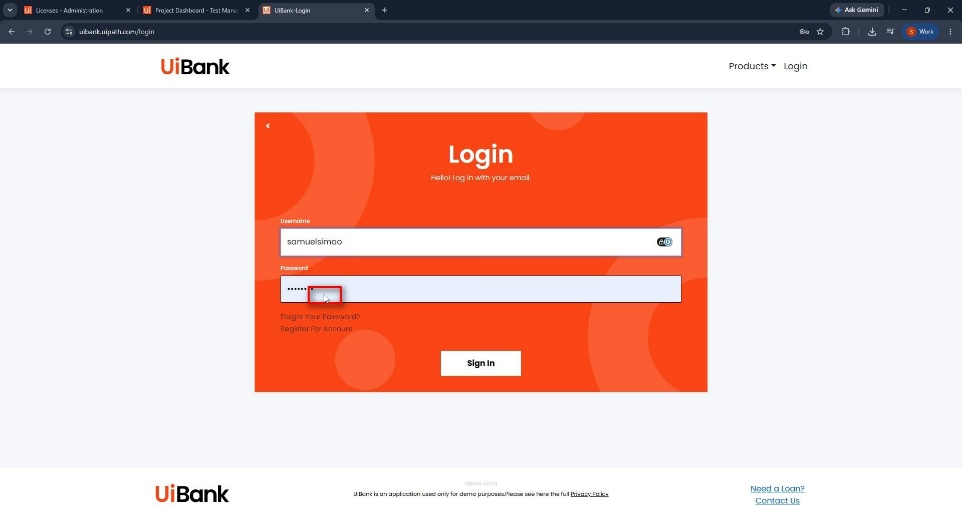 Licenses - Administration
Project Dashboard - Test Mana
UiBank-Login
Ask Gemini
uibank.uipath.com/login
Work
UiBank
Products
Login
Login
Hello! Log in with your email.
Username
samuelsimao
Password
Forgot Your Password?
Register For Account
Sign In
UiBank
UiBank is an application used only for demo purposes.Please see here the full Privacy Policy
Need a Loan?
Contact Us